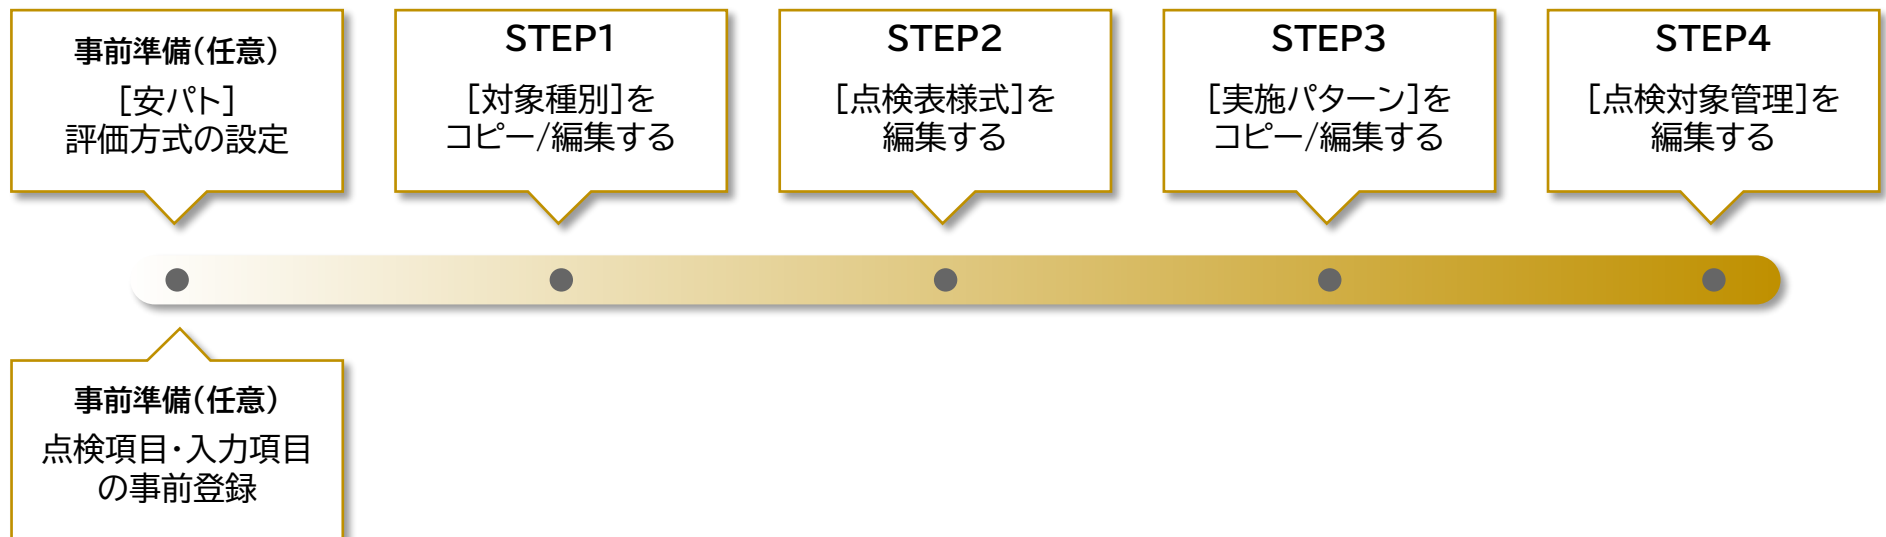 事前準備（任意）
［安パト］
評価方式の設定
STEP1
［対象種別］を
コピー/編集する
STEP2
［点検表様式］を
編集する
STEP3
［実施パターン］を
コピー/編集する
STEP4
［点検対象管理］を
編集する
事前準備（任意）
点検項目・入力項目
の事前登録